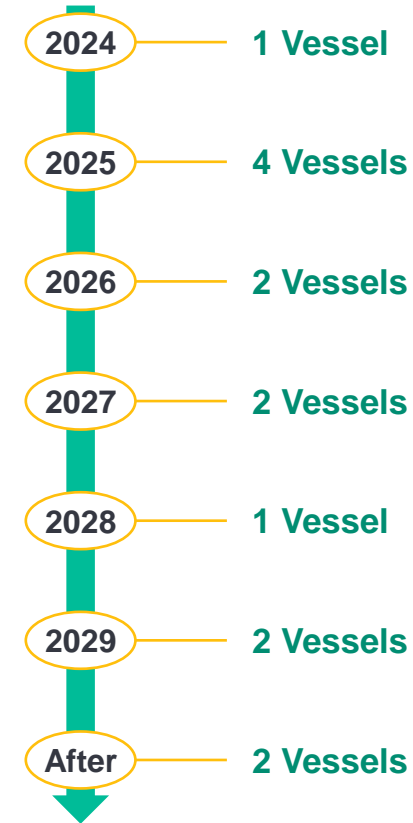 2024 1 Vessel
2025 4 Vessels
2026 2 Vessels
2027 2 Vessels
2028 1 Vessel
2029 2 Vessels
After 2 Vessels